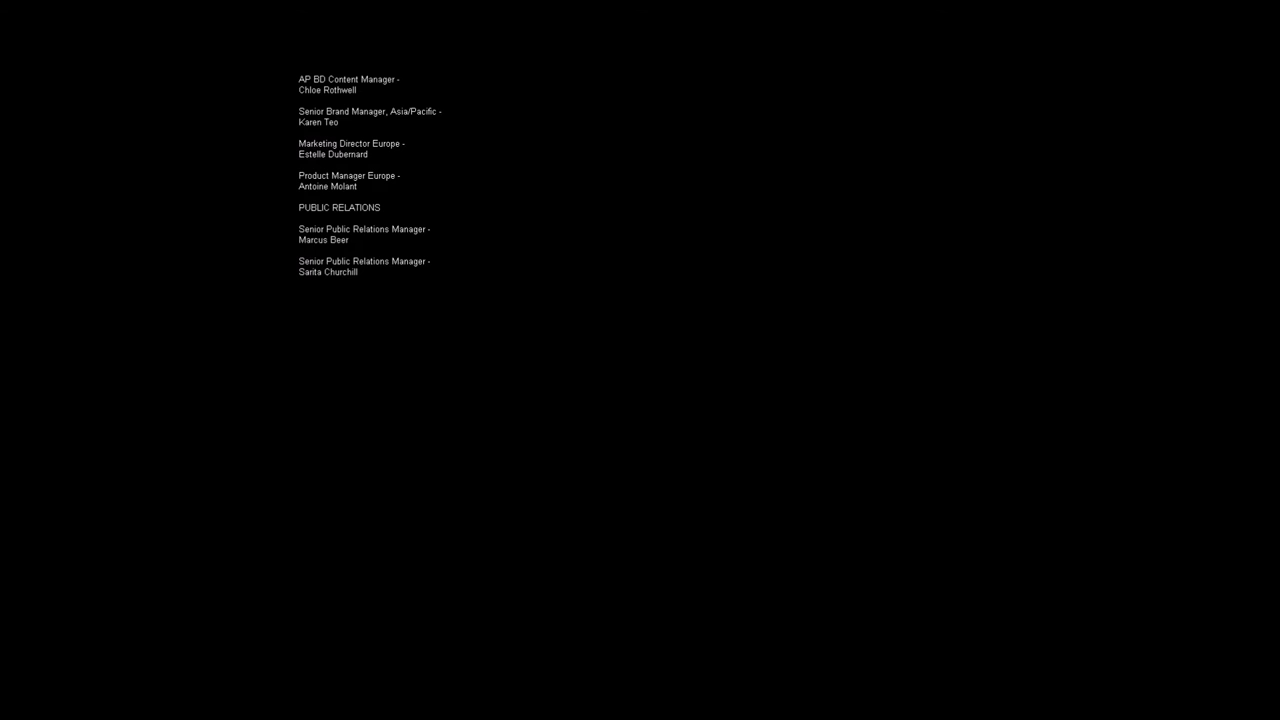 AP BD Content Manager -
Chloe Rothwell
Senior Brand Manager, Asia/Pacific -
Karen Teo
Marketing Director Europe -
Estelle Dubernard
Product Manager Europe -
Antoine Molant
PUBLIC RELATIONS
Senior Public Relations Manager -
Marcus Beer
Senior Public Relations Manager -
Sarita Churchill